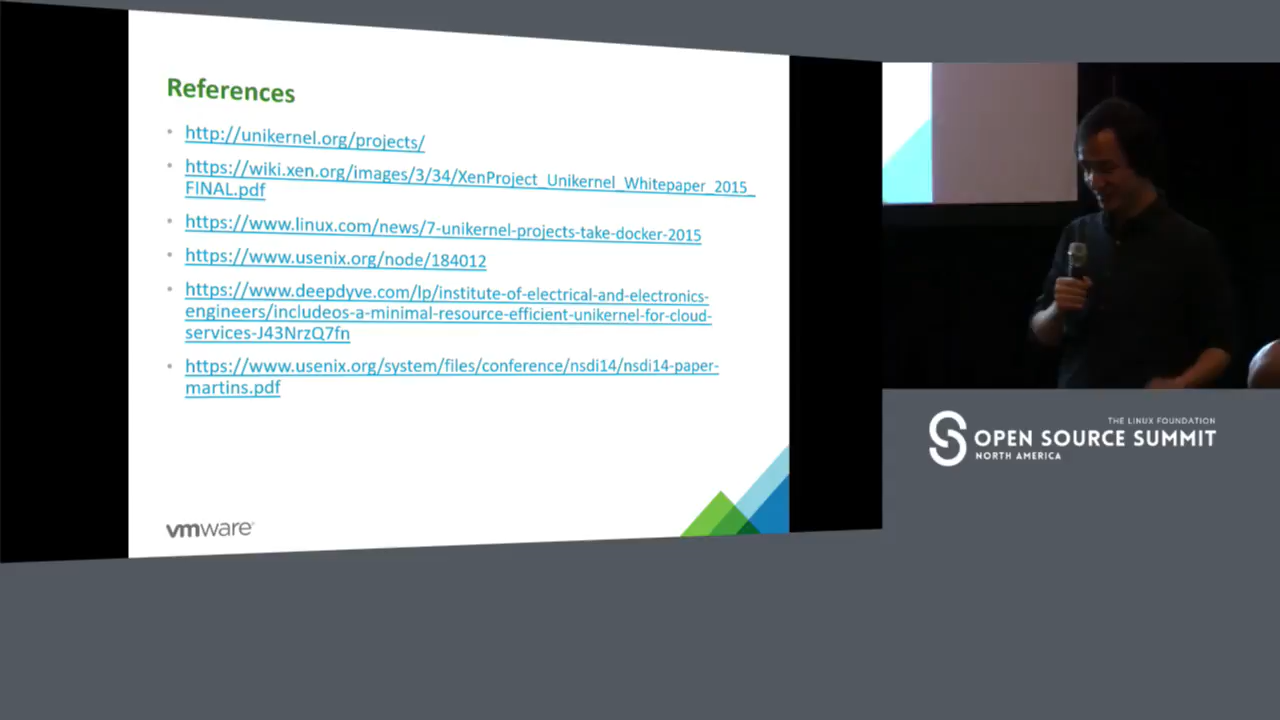 References
http://unikernel.org/projects/
https://wiki.xen.org/images/3/34/XenProject_Unikernel_Whitepaper_2015_
FINAL.pdf
https://www.linux.com/news/7-unikernel-projects-take-docker-2015
https://www.usenix.org/node/184012
https://www.deepdyve.com/lp/institute-of-electrical-and-electronics-
engineers/includeos-a-minimal-resource-efficient-unikernel-for-cloud-
services-J43NrzQ7fn
https://www.usenix.org/system/files/conference/nsdi14/nsdi14-paper-
martins.pdf
vmware®
THE LINUX FOUNDATION
OPEN SOURCE SUMMIT
NORTH AMERICA